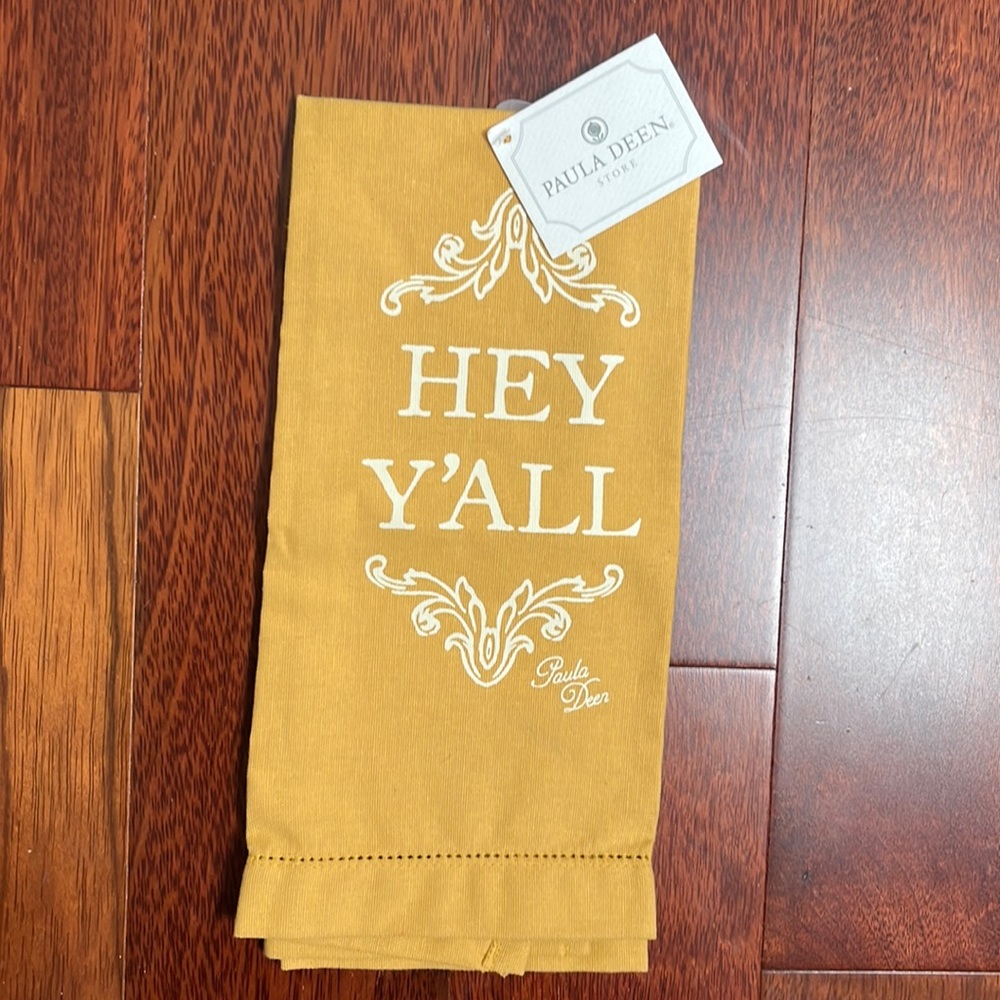 PAULA DEEN®
STORE
HEY
Y'ALL
Paula
Deen